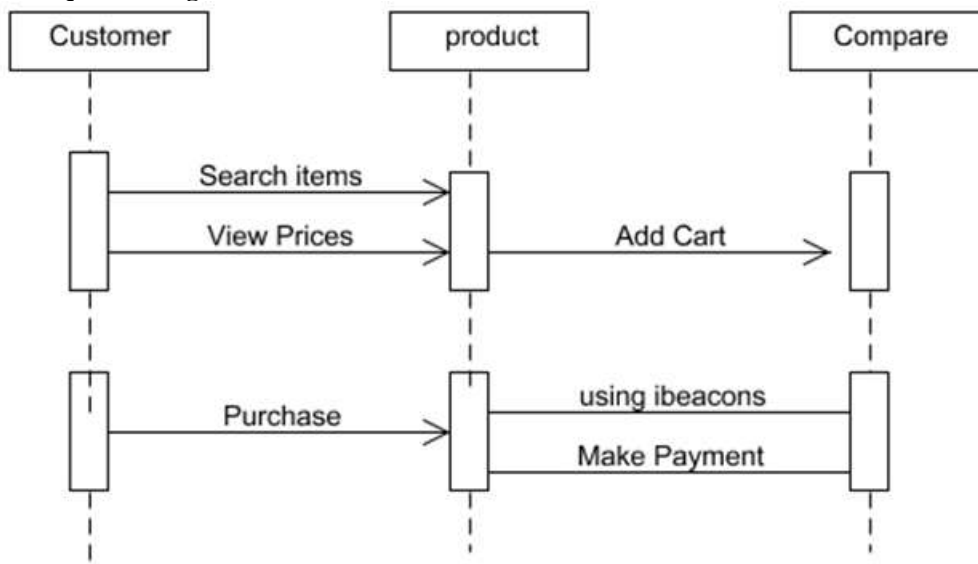 Customer
product
Compare
Search items
View Prices
Add Cart
Purchase
using ibeacons
Make Payment